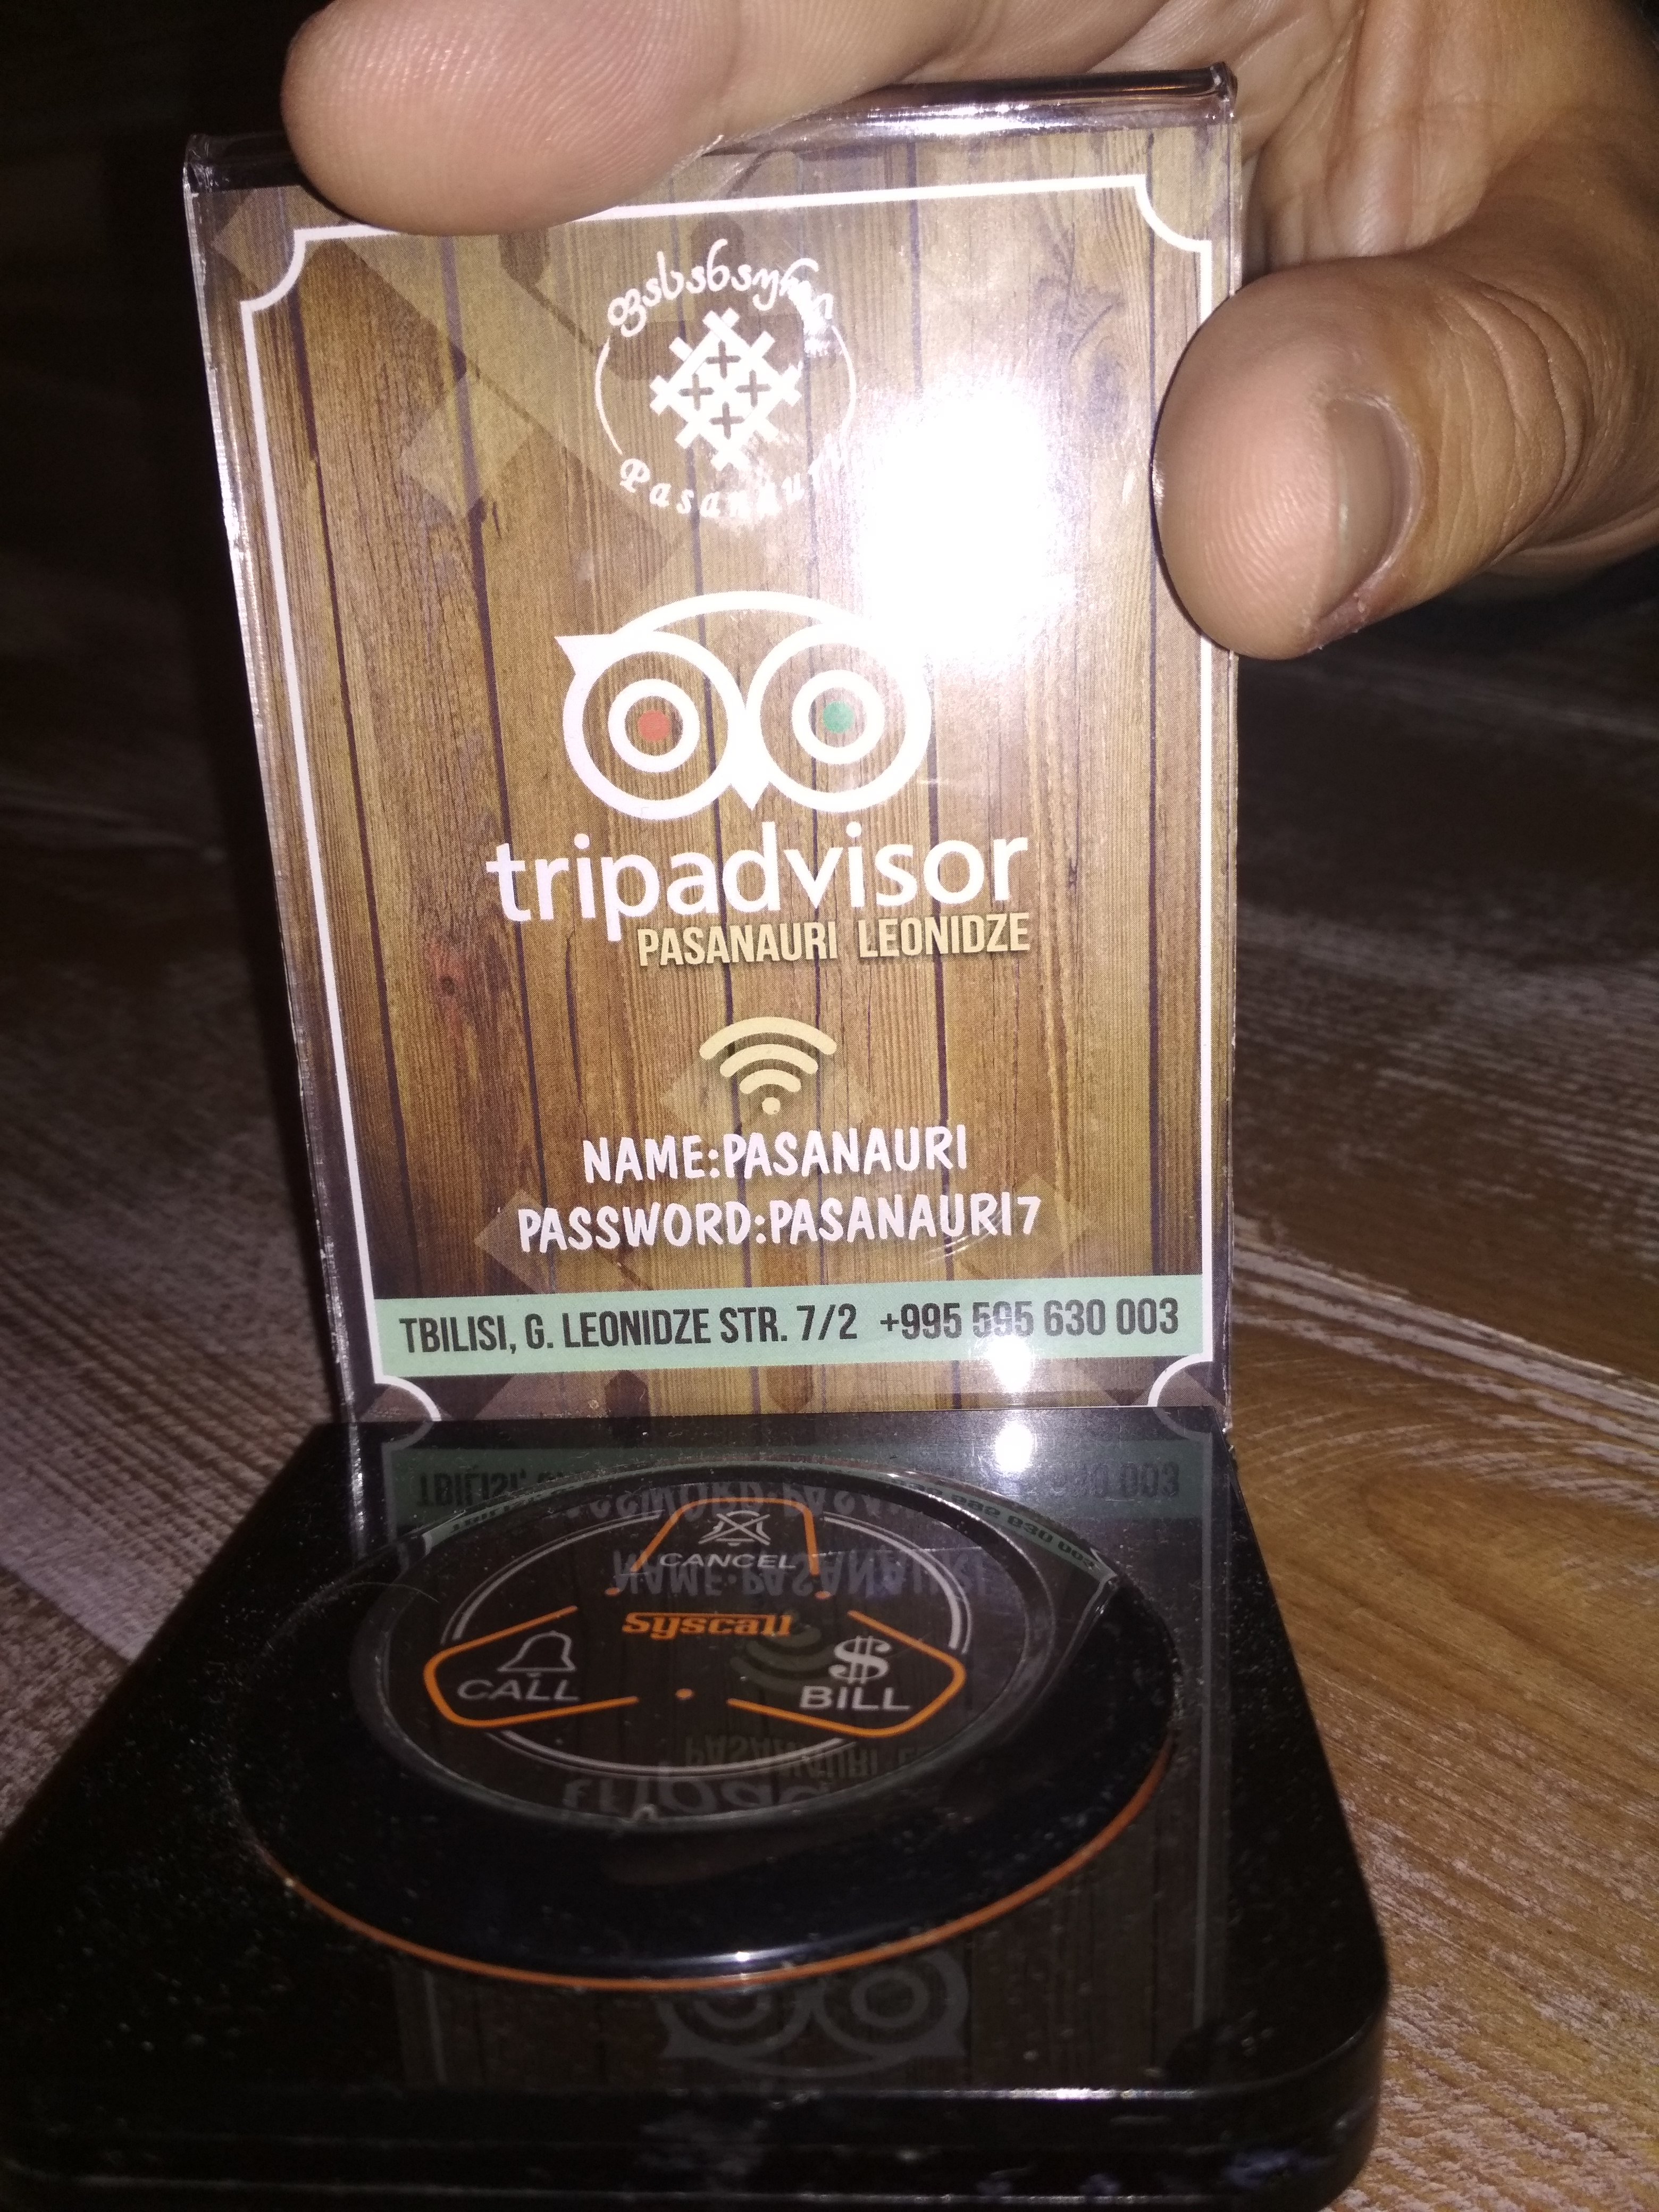 ფასანაური
Pasanauri
tripadvisor
PASANAURI LEONIDZE
NAME:PASANAURI
PASSWORD:PASANAURI7
TBILISI, G. LEONIDZE STR. 7/2 +995 595 630 003
CANCEL
Syscall
CALL
$
BILL